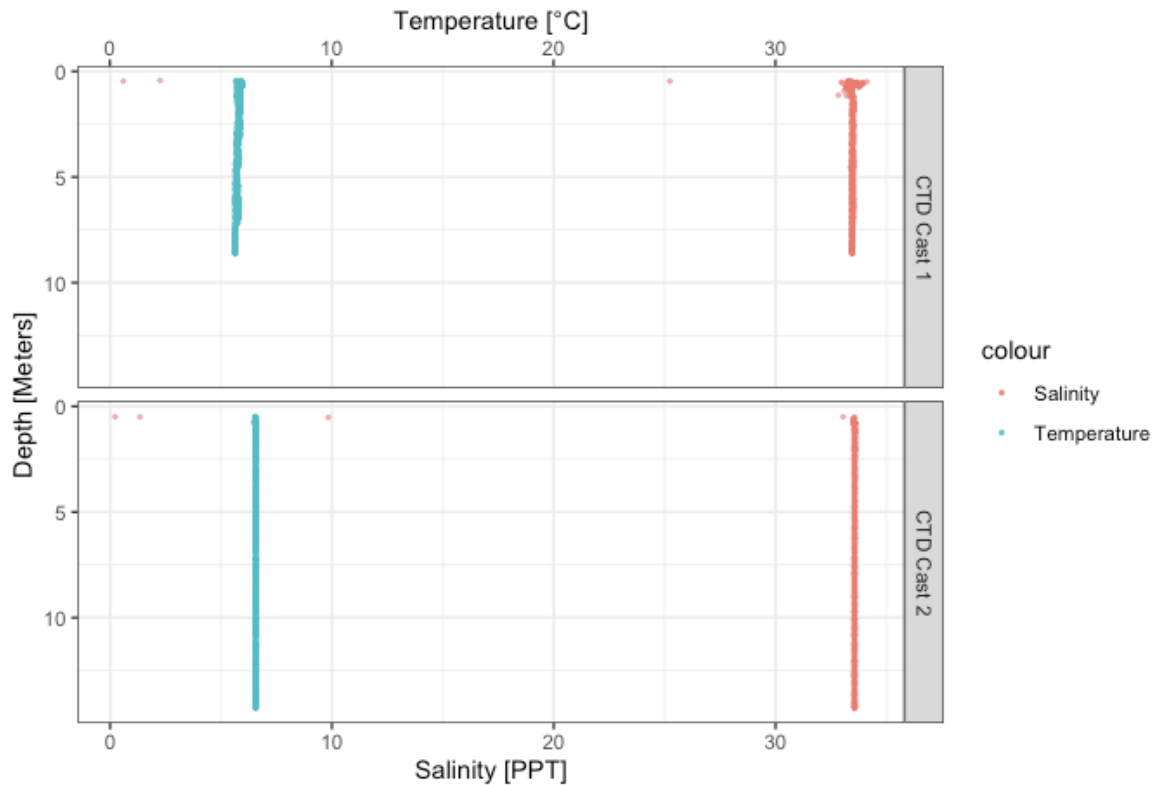 Temperature [°C]
0 10 20 30
0
5
10
CTD Cast 1
Depth [Meters]
0
5
10
CTD Cast 2
0 10 20 30
Salinity [PPT]
colour
Salinity
Temperature